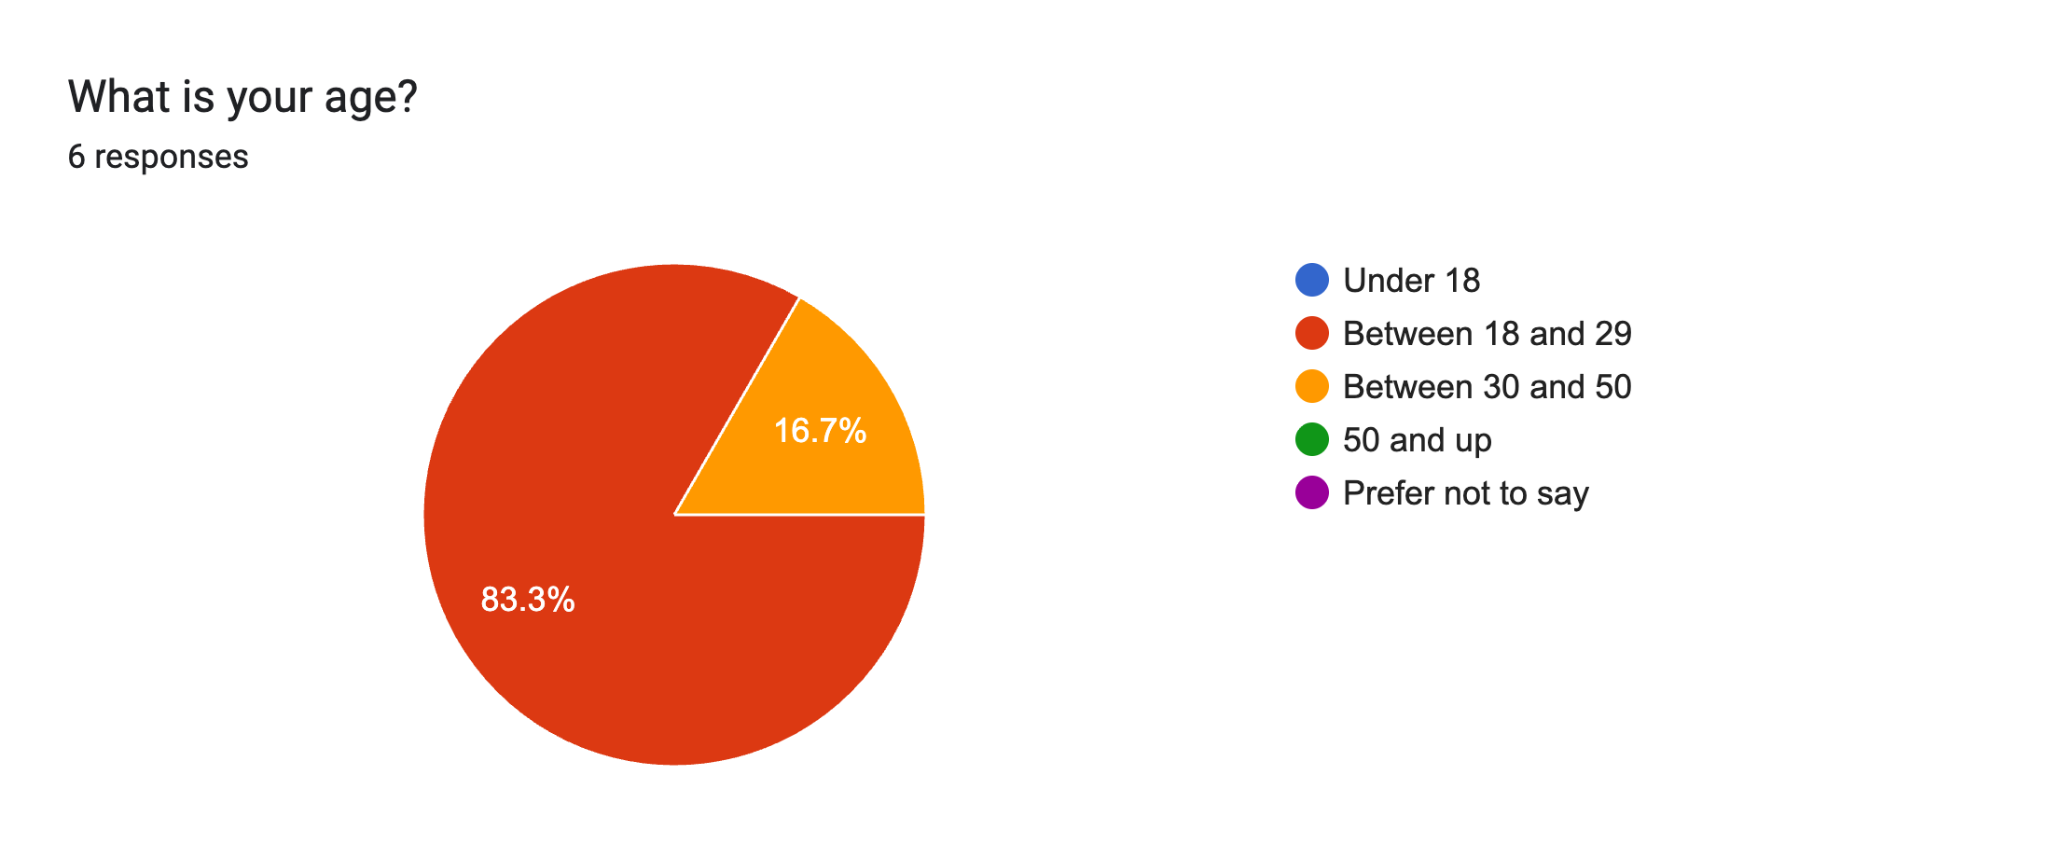 What is your age?
6 responses
16.7%
83.3%
Under 18
Between 18 and 29
Between 30 and 50
50 and up
Prefer not to say